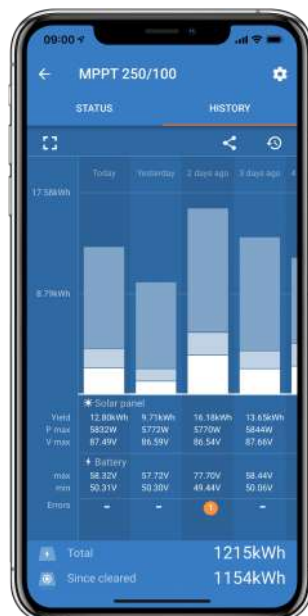 09:00
MPPT 250/100
STATUS HISTORY
Today Yesterday 2 days ago 3 days ago 4
17.58kWh
8.79kWh
Solar panel
Yield 12.80kWh 9.71kWh 16.18kWh 13.65kWh
P max 5832W 5772W 5770W 5844W
V max 87.49V 86.59V 86.54V 87.66V
Battery
max 58.32V 57.72V 77.70V 58.44V
min 50.31V 50.30V 49.44V 50.06V
Errors - - 1 -
Total 1215kWh
Since cleared 1154kWh